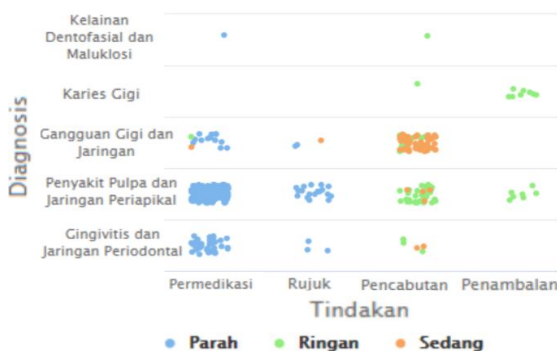 Kelainan
Dentofasial dan
Maluklosi
Karies Gigi
Gangguan Gigi dan
Jaringan
Penyakit Pulpa dan
Jaringan Periapikal
Gingivitis dan
Jaringan Periodontal
Diagnosis
Permedikasi Rujuk Pencabutan Penambalan
Tindakan
Parah Ringan Sedang